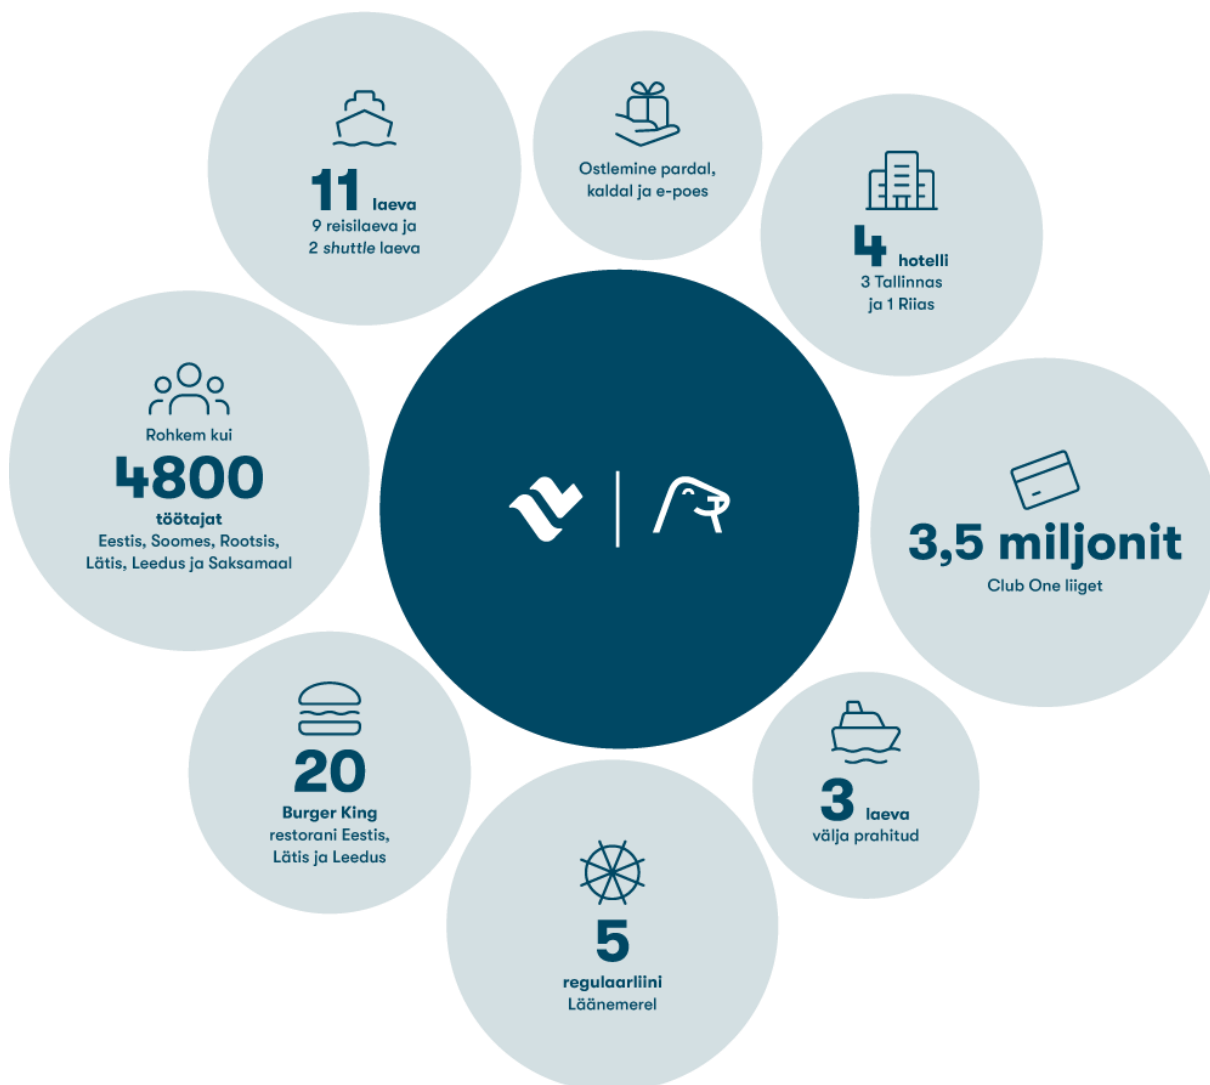 11 laeva
9 reisilaeva ja
2 shuttle laeva
Ostlemine pardal,
kaldal ja e-poes
4 hotelli
3 Tallinnas
ja 1 Riias
Rohkem kui
4800
töötajat
Eestis, Soomes, Rootsis,
Lätis, Leedus ja Saksamaal
3,5 miljonit
Club One liiget
20
Burger King
restorani Eestis,
Lätis ja Leedus
3 laeva
välja prahitud
5
regulaarliini
Läänemerel